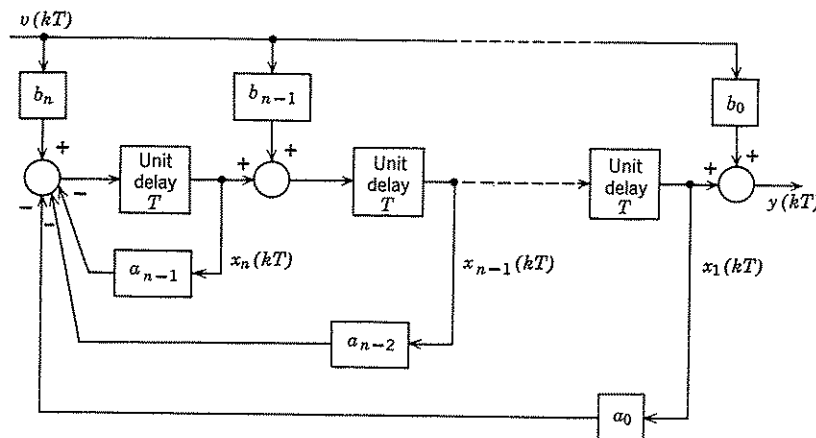 v(kT)
b_n
b_{n-1}
b_0
+
+
+
Unit delay T
+
Unit delay T
Unit delay T
+
y(kT)
−
−
−
a_{n-1}
x_n(kT)
x_{n-1}(kT)
x_1(kT)
a_{n-2}
a_0